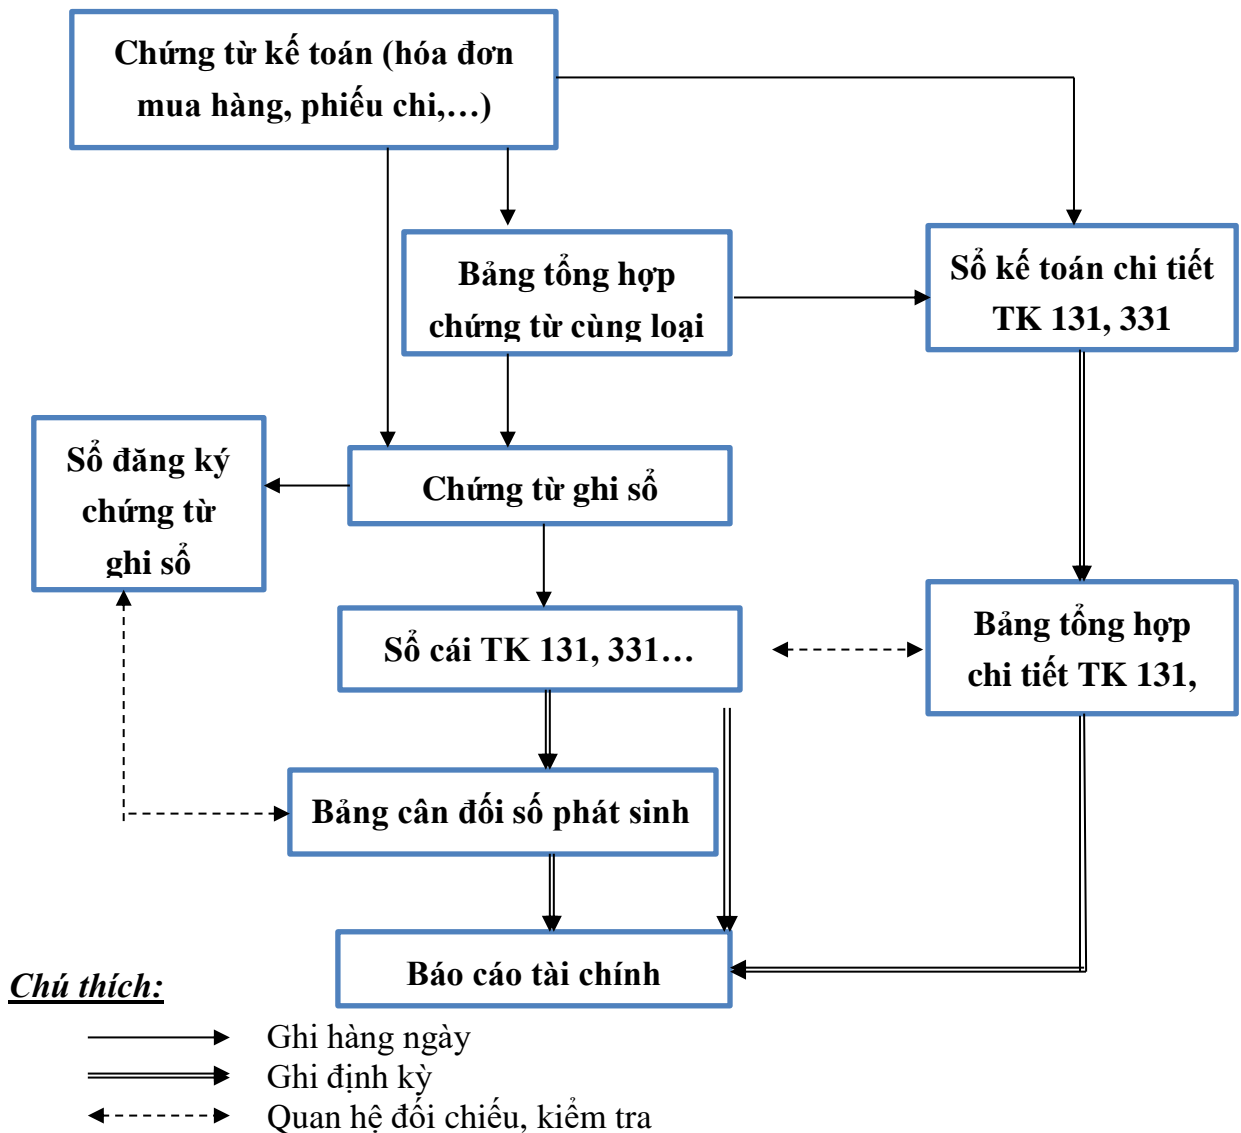 Chứng từ kế toán (hóa đơn
mua hàng, phiếu chi,…)
Bảng tổng hợp
chứng từ cùng loại
Sổ kế toán chi tiết
TK 131, 331
Sổ đăng ký
chứng từ
ghi sổ
Chứng từ ghi sổ
Sổ cái TK 131, 331…
Bảng tổng hợp
chi tiết TK 131,
Bảng cân đối số phát sinh
Báo cáo tài chính
Chú thích:
Ghi hàng ngày
Ghi định kỳ
Quan hệ đối chiếu, kiểm tra